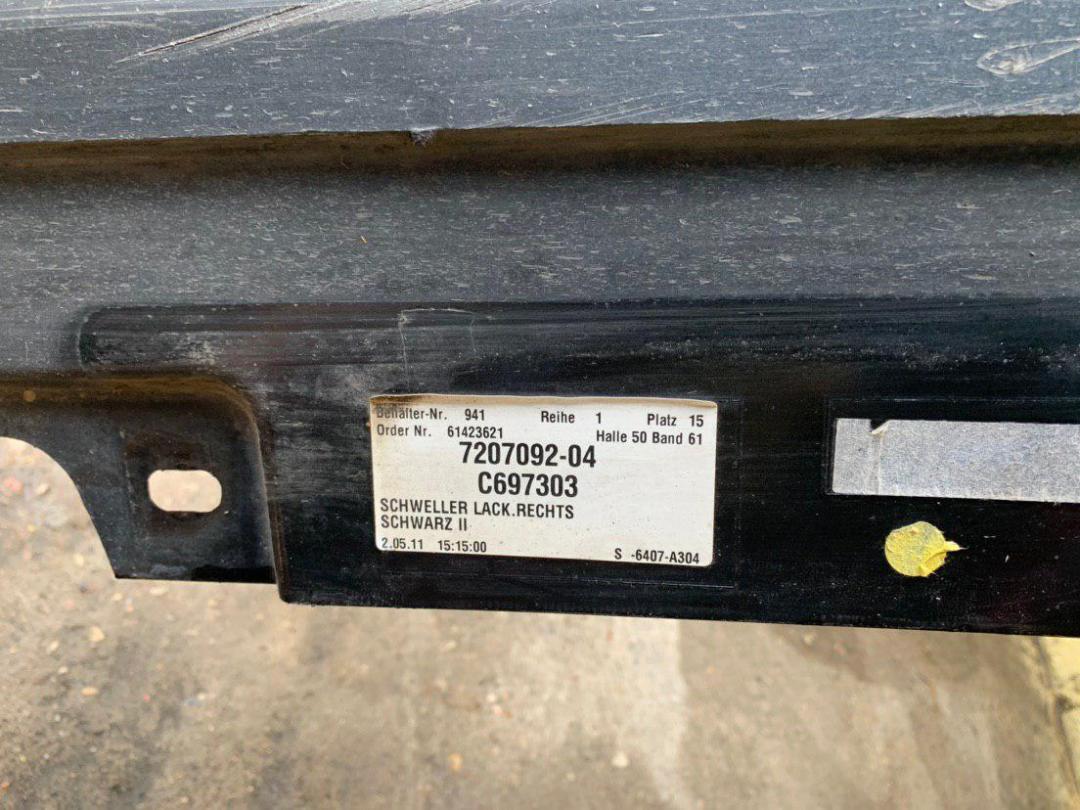 Behälter-Nr. 941 Reihe 1 Platz 15
Order Nr. 61423621 Halle 50 Band 61
7207092-04
C697303
SCHWELLER LACK.RECHTS
SCHWARZ II
2.05.11 15:15:00 S -6407-A304